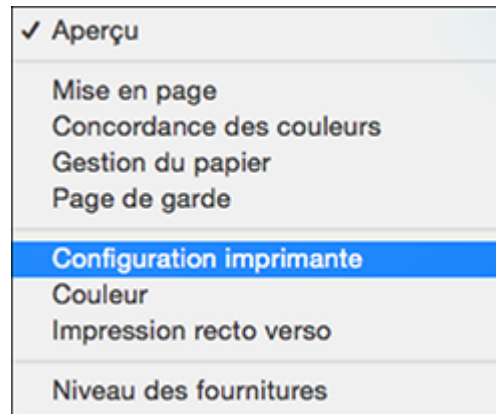 ✓ Aperçu
Mise en page
Concordance des couleurs
Gestion du papier
Page de garde
Configuration imprimante
Couleur
Impression recto verso
Niveau des fournitures